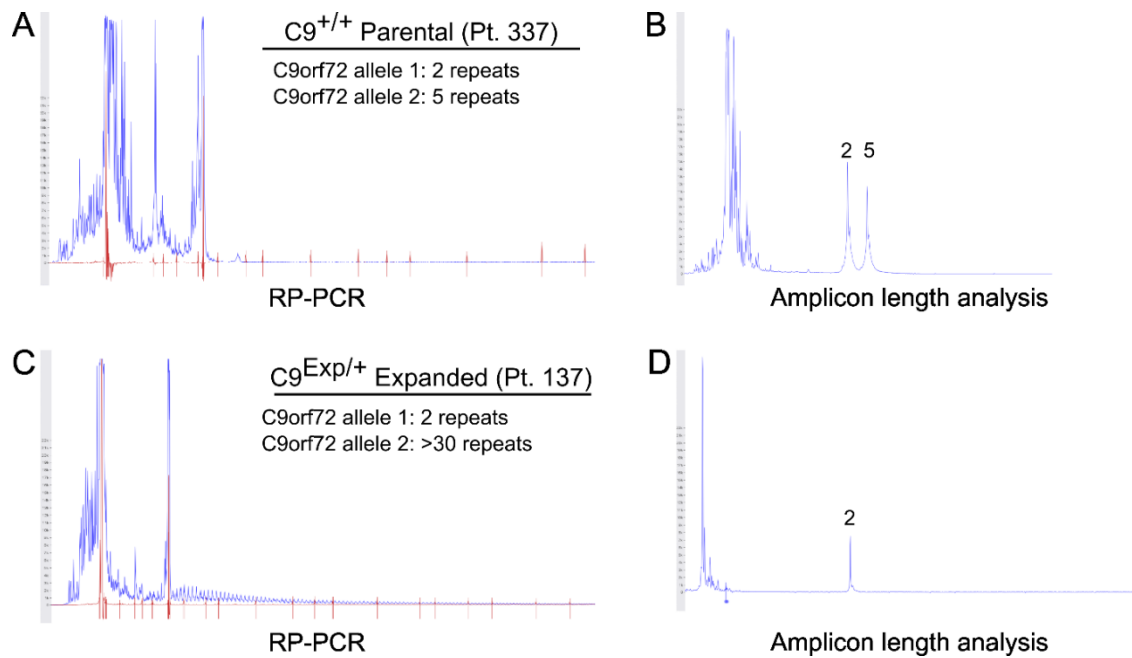 A
C9+/+ Parental (Pt. 337)
C9orf72 allele 1: 2 repeats
C9orf72 allele 2: 5 repeats
RP-PCR
B
2 5
Amplicon length analysis
C
C9Exp/+ Expanded (Pt. 137)
C9orf72 allele 1: 2 repeats
C9orf72 allele 2: >30 repeats
RP-PCR
D
2
Amplicon length analysis